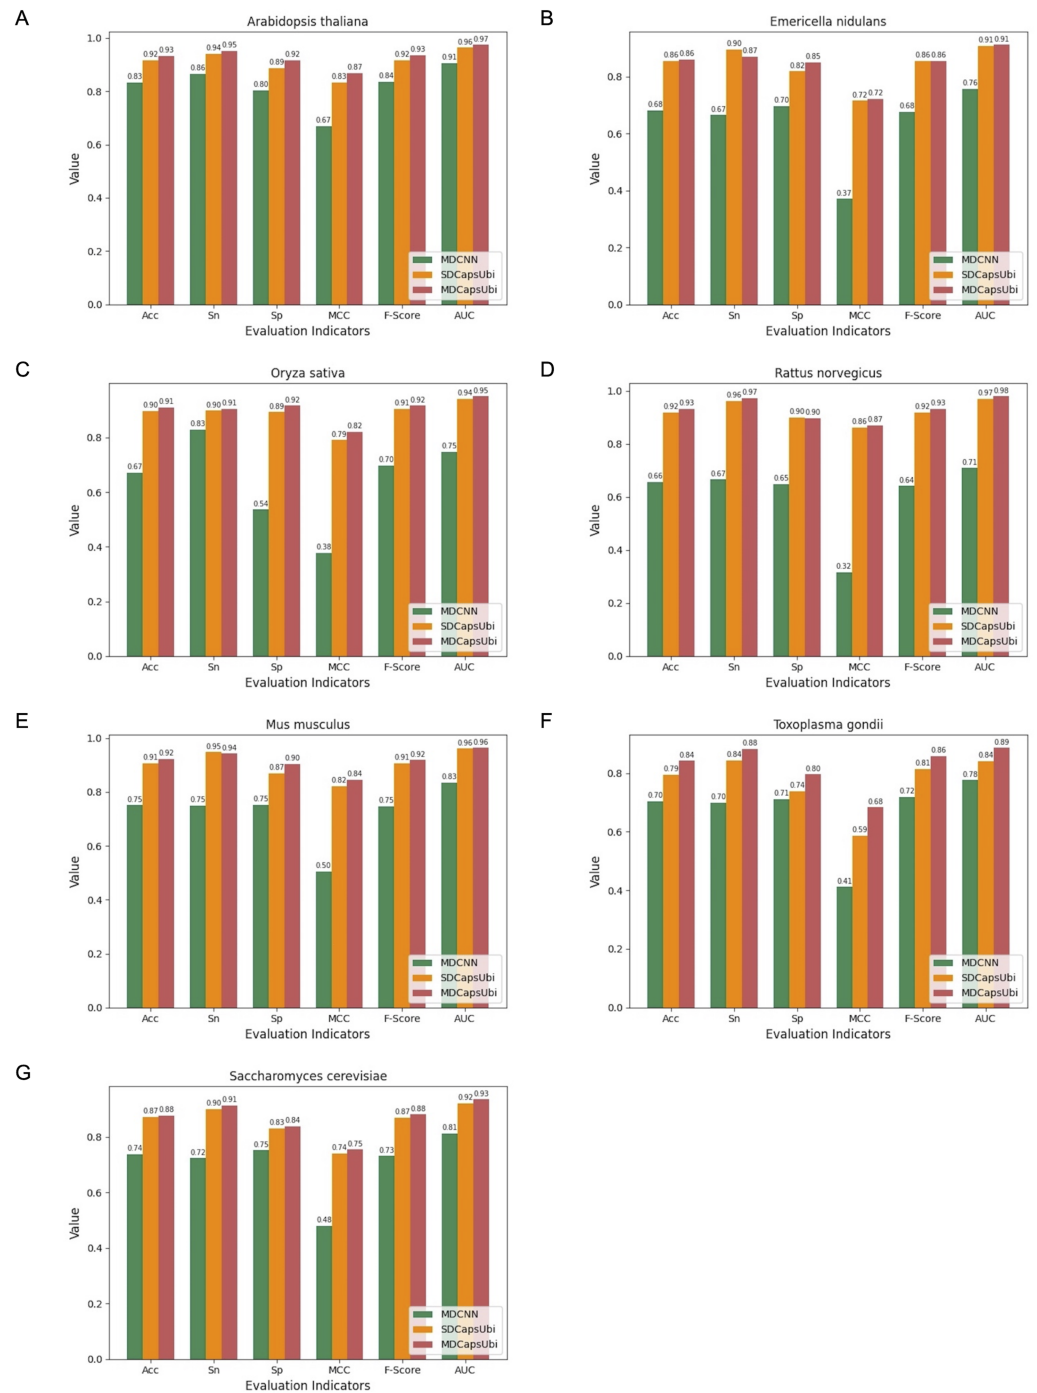 A
Arabidopsis thaliana
1.0
0.8
0.6
0.4
0.2
0.0
Value
0.83 0.92 0.93
0.86 0.94 0.95
0.80 0.89 0.92
0.67 0.83 0.87
0.84 0.92 0.93
0.91 0.96 0.97
MDCNN
SDCapsUbi
MDCapsUbi
Acc Sn Sp MCC F-Score AUC
Evaluation Indicators
B
Emericella nidulans
0.8
0.6
0.4
0.2
0.0
Value
0.68 0.86 0.86
0.67 0.90 0.87
0.70 0.82 0.85
0.37 0.72 0.72
0.68 0.86 0.86
0.76 0.91 0.91
MDCNN
SDCapsUbi
MDCapsUbi
Acc Sn Sp MCC F-Score AUC
Evaluation Indicators
C
Oryza sativa
0.8
0.6
0.4
0.2
0.0
Value
0.67 0.90 0.91
0.83 0.90 0.91
0.54 0.89 0.92
0.38 0.79 0.82
0.70 0.91 0.92
0.75 0.94 0.95
MDCNN
SDCapsUbi
MDCapsUbi
Acc Sn Sp MCC F-Score AUC
Evaluation Indicators
D
Rattus norvegicus
1.0
0.8
0.6
0.4
0.2
0.0
Value
0.66 0.92 0.93
0.67 0.96 0.97
0.65 0.90 0.90
0.32 0.86 0.87
0.64 0.92 0.93
0.71 0.97 0.98
MDCNN
SDCapsUbi
MDCapsUbi
Acc Sn Sp MCC F-Score AUC
Evaluation Indicators
E
Mus musculus
1.0
0.8
0.6
0.4
0.2
0.0
Value
0.75 0.91 0.92
0.75 0.95 0.94
0.75 0.87 0.90
0.50 0.82 0.84
0.75 0.91 0.92
0.83 0.96 0.96
MDCNN
SDCapsUbi
MDCapsUbi
Acc Sn Sp MCC F-Score AUC
Evaluation Indicators
F
Toxoplasma gondii
0.8
0.6
0.4
0.2
0.0
Value
0.70 0.79 0.84
0.70 0.84 0.88
0.71 0.74 0.80
0.41 0.59 0.68
0.72 0.81 0.86
0.78 0.84 0.89
MDCNN
SDCapsUbi
MDCapsUbi
Acc Sn Sp MCC F-Score AUC
Evaluation Indicators
G
Saccharomyces cerevisiae
0.8
0.6
0.4
0.2
0.0
Value
0.74 0.87 0.88
0.72 0.90 0.91
0.75 0.83 0.84
0.48 0.74 0.75
0.73 0.87 0.88
0.81 0.92 0.93
MDCNN
SDCapsUbi
MDCapsUbi
Acc Sn Sp MCC F-Score AUC
Evaluation Indicators